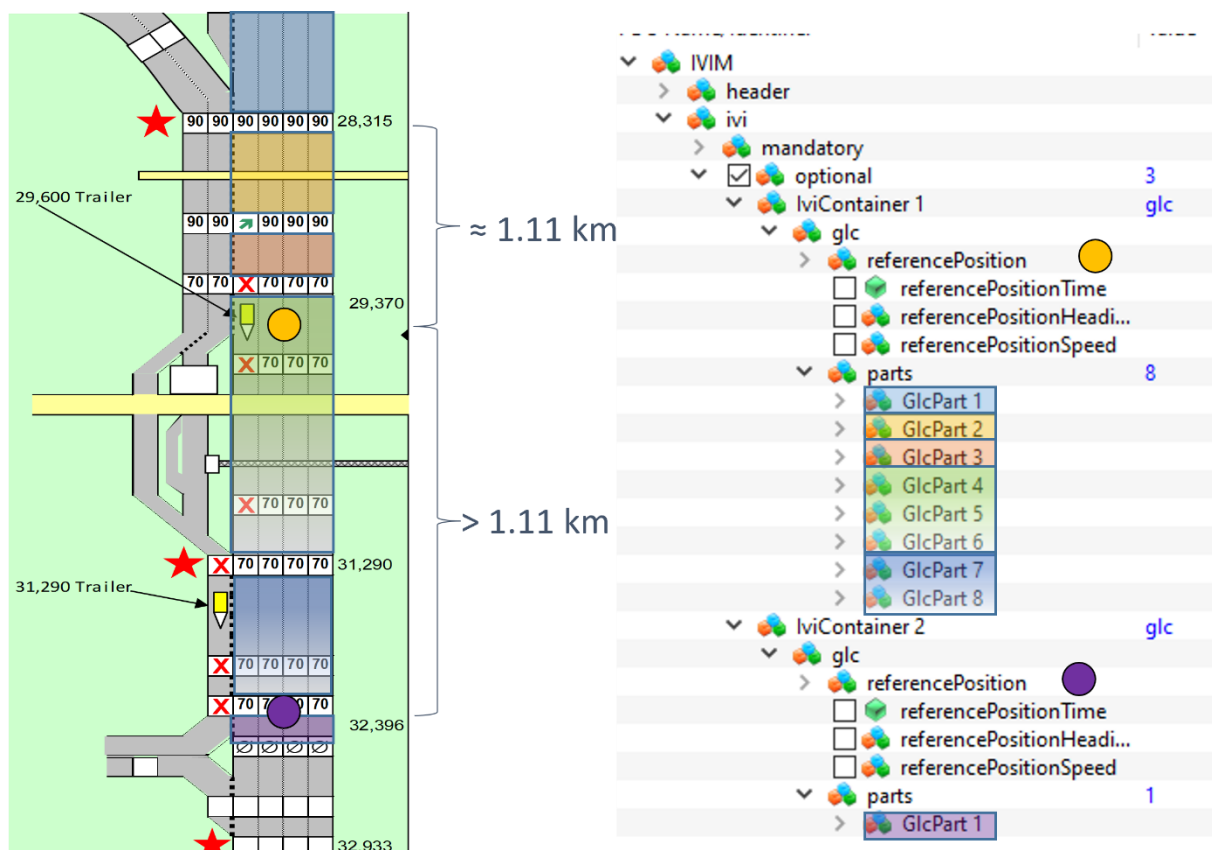 90 90 90 90 90 90 28,315
29,600 Trailer
90 90 90 90 90
≈ 1.11 km
70 70 X 70 70 70
29,370
X 70 70 70
> 1.11 km
X 70 70 70
X 70 70 70 70 31,290
31,290 Trailer
X 70 70 70 70
X 70 70
32,396
∅ ∅ ∅ ∅
32,933
IVIM
header
ivi
mandatory
optional 3
IviContainer 1 glc
glc
referencePosition
referencePositionTime
referencePositionHeadi...
referencePositionSpeed
parts 8
GlcPart 1
GlcPart 2
GlcPart 3
GlcPart 4
GlcPart 5
GlcPart 6
GlcPart 7
GlcPart 8
IviContainer 2 glc
glc
referencePosition
referencePositionTime
referencePositionHeadi...
referencePositionSpeed
parts 1
GlcPart 1